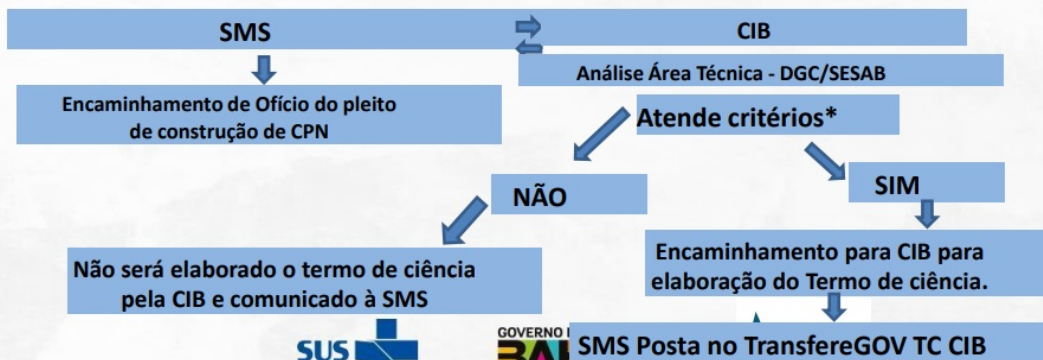 SMS
CIB
Análise Área Técnica - DGC/SESAB
Encaminhamento de Ofício do pleito
de construção de CPN
Atende critérios*
NÃO
SIM
Não será elaborado o termo de ciência
pela CIB e comunicado à SMS
Encaminhamento para CIB para
elaboração do Termo de ciência.
SMS Posta no TransfereGOV TC CIB
SUS
GOVERNO